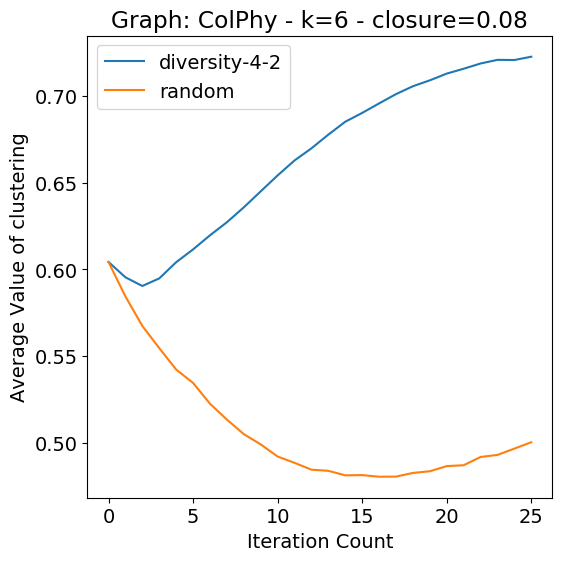 Graph: ColPhy - k=6 - closure=0.08
diversity-4-2
random
Average Value of clustering
0.70
0.65
0.60
0.55
0.50
0
5
10
15
20
25
Iteration Count